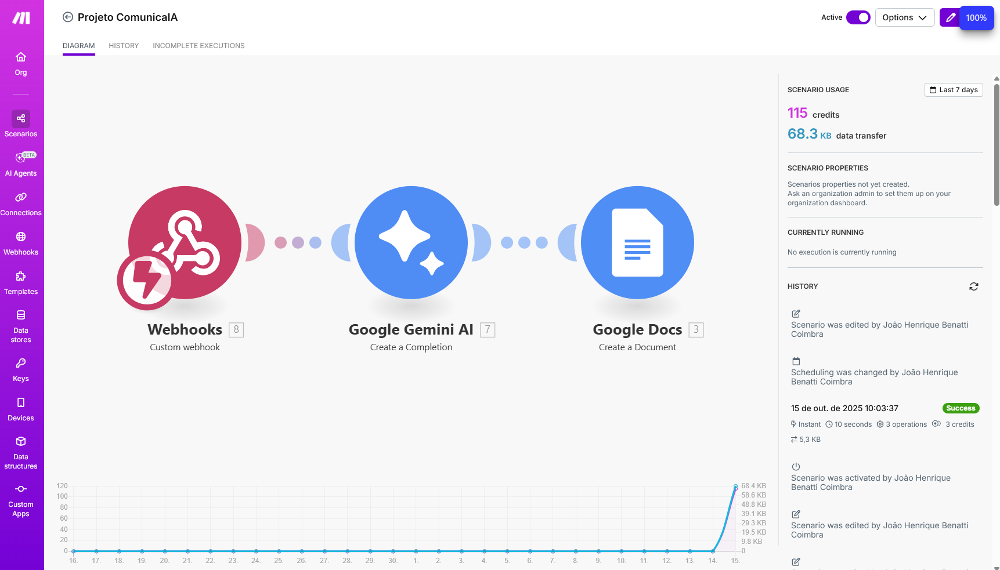 Projeto ComunicaIA
Active
Options
100%
DIAGRAM
HISTORY
INCOMPLETE EXECUTIONS
Org
Scenarios
BETA
AI Agents
Connections
Webhooks
Templates
Data
stores
Keys
Devices
Data
structures
Custom
Apps
Webhooks 8
Custom webhook
Google Gemini AI 7
Create a Completion
Google Docs 3
Create a Document
120
100
80
60
40
20
0
68.4 KB
58.6 KB
48.8 KB
39.1 KB
29.3 KB
19.5 KB
9.8 KB
0
16. 17. 18. 19. 20. 21. 22. 23. 24. 25. 26. 27. 28. 29. 30. 1. 2. 3. 4. 5. 6. 7. 8. 9. 10. 11. 12. 13. 14. 15.
SCENARIO USAGE
Last 7 days
115 credits
68.3 KB data transfer
SCENARIO PROPERTIES
Scenarios properties not yet created.
Ask an organization admin to set them up on your
organization dashboard.
CURRENTLY RUNNING
No execution is currently running
HISTORY
Scenario was edited by João Henrique Benatti
Coimbra
Scheduling was changed by João Henrique
Benatti Coimbra
15 de out. de 2025 10:03:37
Success
Instant 10 seconds 3 operations 3 credits
5,3 KB
Scenario was activated by João Henrique
Benatti Coimbra
Scenario was edited by João Henrique Benatti
Coimbra